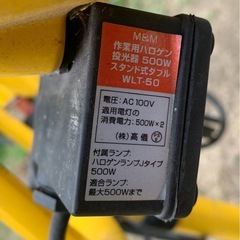 M&M
作業用ハロゲン
投光器 500W
スタンド式タブル
WLT-50
電圧：AC100V
適用電灯の
消費電力：500W×2
(株)高儀
付属ランプ：
ハロゲンランプJタイプ
500W
適合ランプ：
最大500Wまで